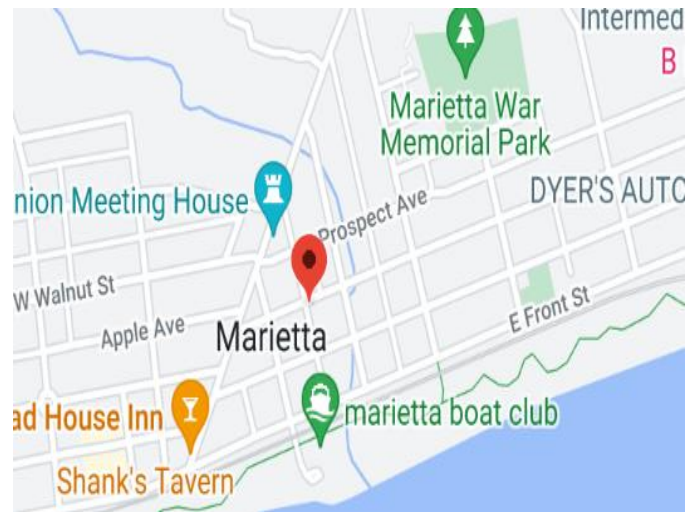 Intermed
B
Marietta War
Memorial Park
nion Meeting House
DYER'S AUTO
Prospect Ave
W Walnut St
Apple Ave
Marietta
E Front St
ad House Inn
marietta boat club
Shank's Tavern